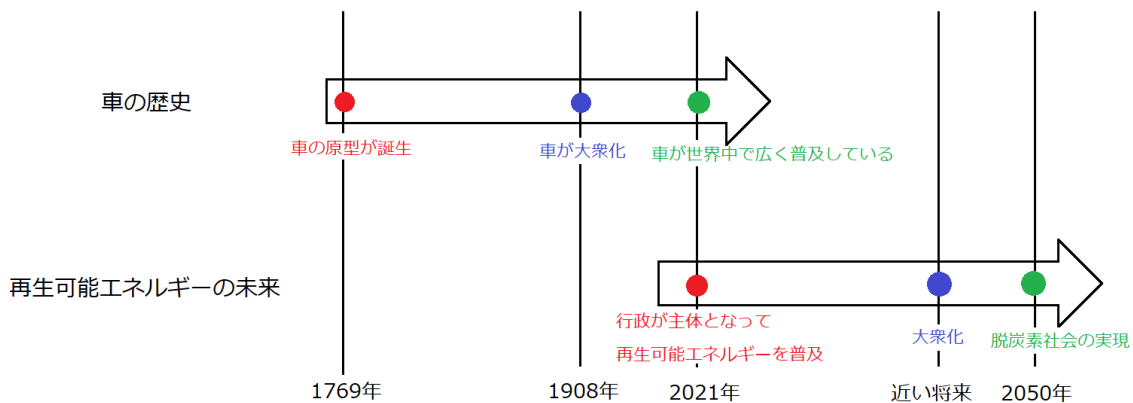 車の歴史
車の原型が誕生
車が大衆化
車が世界中で広く普及している
再生可能エネルギーの未来
行政が主体となって
再生可能エネルギーを普及
大衆化
脱炭素社会の実現
1769年
1908年
2021年
近い将来
2050年